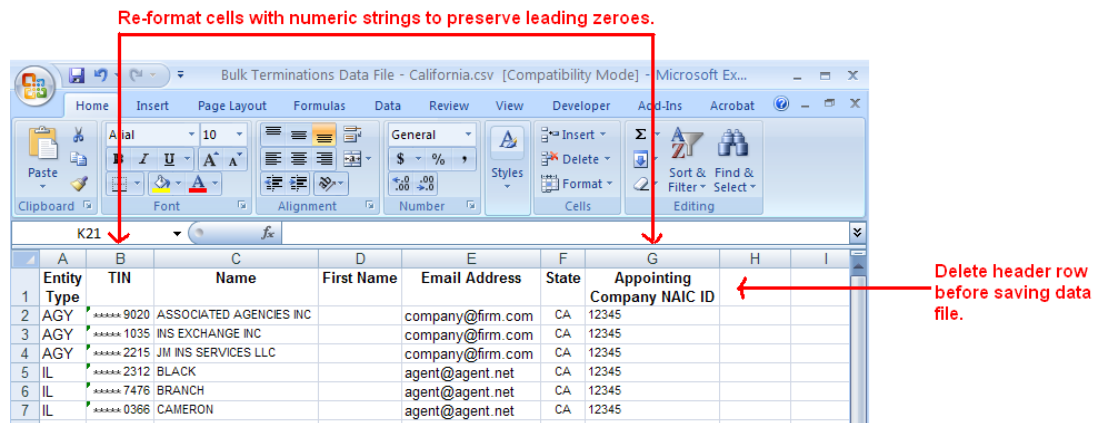 Re-format cells with numeric strings to preserve leading zeroes.
Bulk Terminations Data File - California.csv [Compatibility Mode] - Microsoft Ex...
Home Insert Page Layout Formulas Data Review View Developer Add-Ins Acrobat
Arial 10 General Insert Σ
Paste B I U A A $ % , Styles Delete Sort & Find &
.00 .00 Format Filter Select
Clipboard Font Alignment Number Cells Editing
K21 fx
A B C D E F G H I
1 Entity Type TIN Name First Name Email Address State Appointing Company NAIC ID
2 AGY *****9020 ASSOCIATED AGENCIES INC company@firm.com CA 12345
3 AGY *****1035 INS EXCHANGE INC company@firm.com CA 12345
4 AGY *****2215 JM INS SERVICES LLC company@firm.com CA 12345
5 IL *****2312 BLACK agent@agent.net CA 12345
6 IL *****7476 BRANCH agent@agent.net CA 12345
7 IL *****0366 CAMERON agent@agent.net CA 12345
Delete header row
before saving data
file.